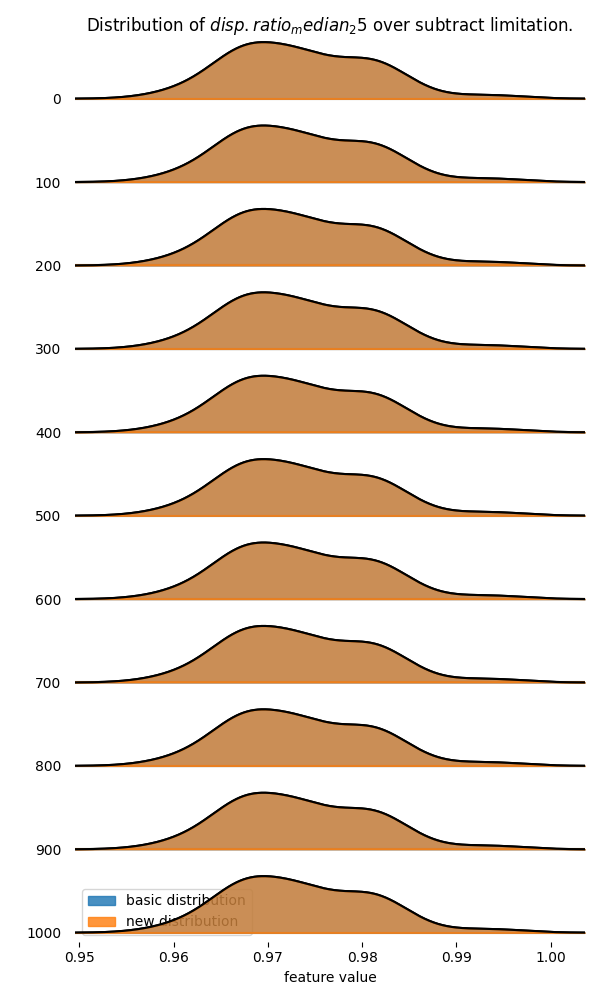 Distribution of disp.ratioₘedian₂5 over subtract limitation.
0
100
200
300
400
500
600
700
800
900
1000
basic distribution
new distribution
0.95 0.96 0.97 0.98 0.99 1.00
feature value